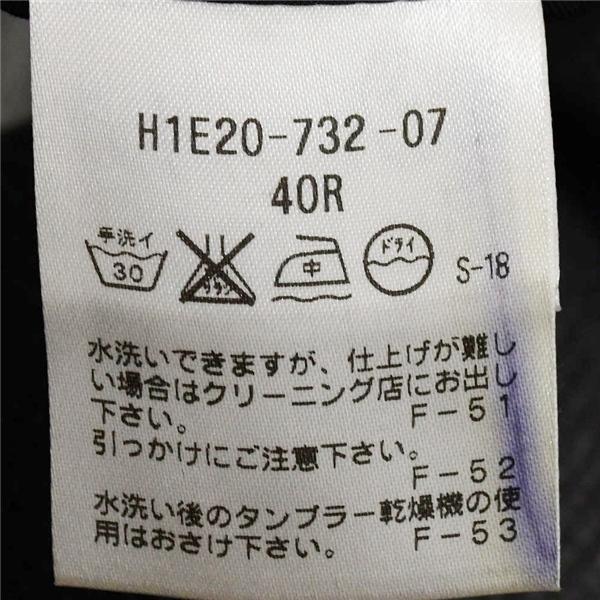 H1E20-732-07
40R
手洗イ
30
サラシ
中
ドライ
S-18
水洗いできますが、仕上げが難し
い場合はクリーニング店にお出し
下さい。 F-51
引っかけにご注意下さい。
F-52
水洗い後のタンブラー乾燥機の使
用はおさけ下さい。 F-53